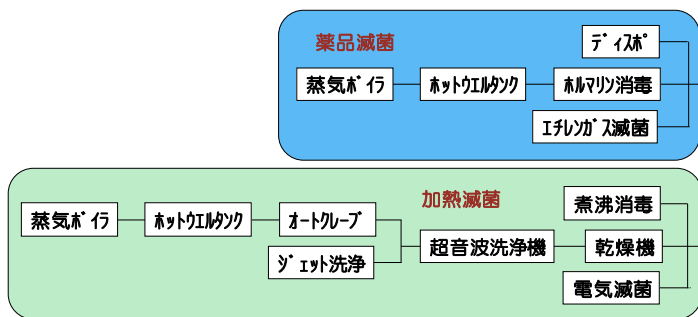 薬品滅菌
ディスポ
蒸気ボイラ
ホットウエルタンク
ホルマリン消毒
エチレンガス滅菌
加熱滅菌
煮沸消毒
蒸気ボイラ
ホットウエルタンク
オートクレーブ
ジェット洗浄
超音波洗浄機
乾燥機
電気滅菌